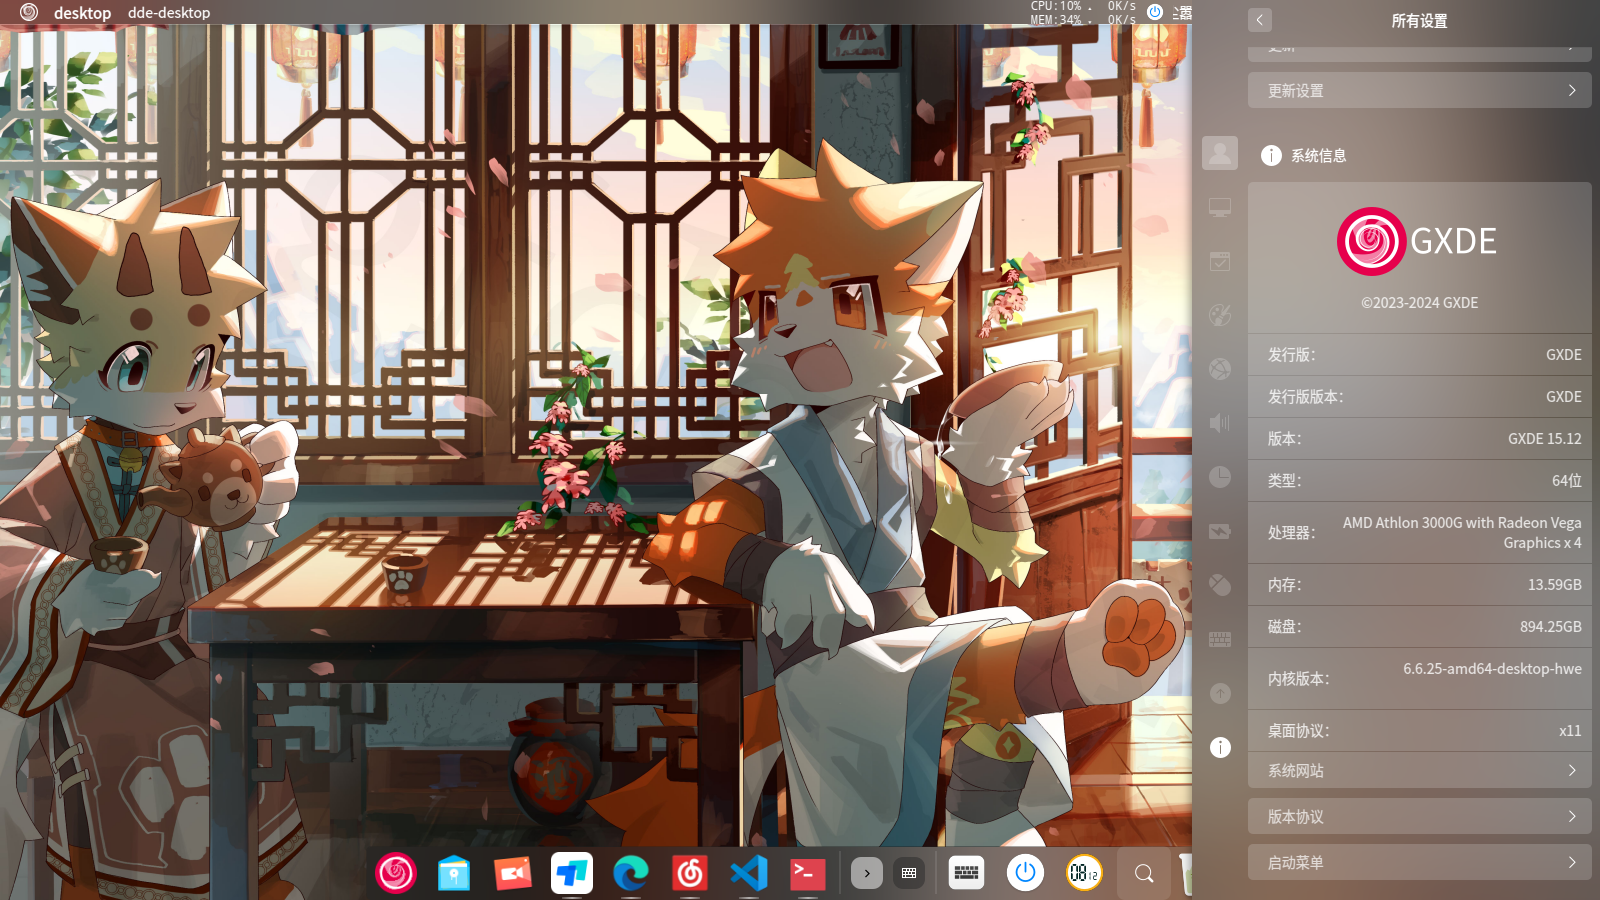 desktop dde-desktop
CPU:10% . 0K/s
MEM:34% . 0K/s
器
所有设置
更新
更新设置
系统信息
GXDE
©2023-2024 GXDE
发行版: GXDE
发行版版本: GXDE
版本: GXDE 15.12
类型: 64位
处理器: AMD Athlon 3000G with Radeon Vega
Graphics x 4
内存: 13.59GB
磁盘: 894.25GB
内核版本: 6.6.25-amd64-desktop-hwe
桌面协议: x11
系统网站
版本协议
启动菜单
08 12